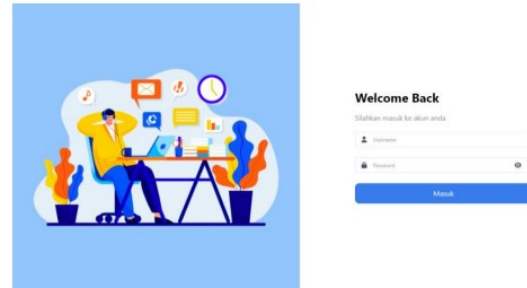 Welcome Back
Silahkan masuk ke akun anda
Username
Password
Masuk